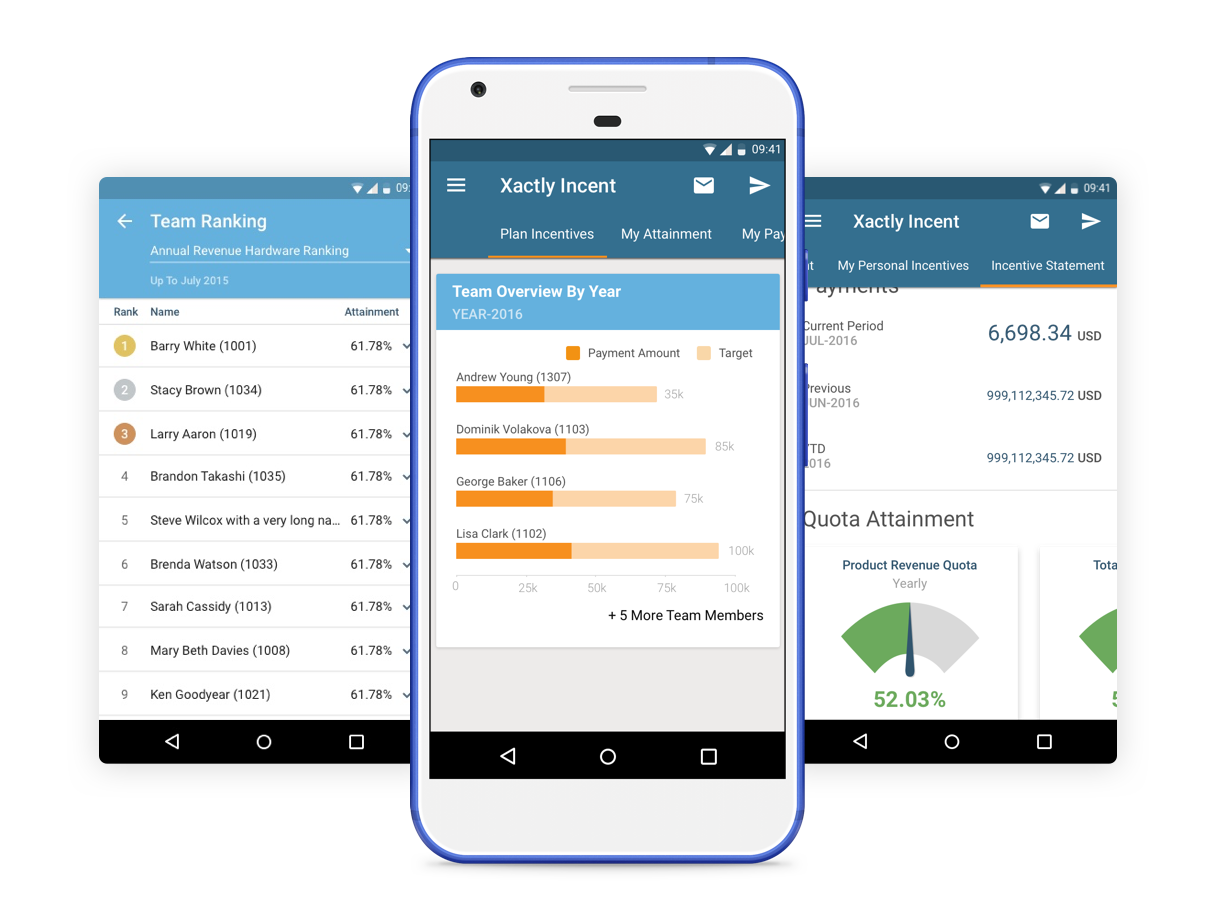 09:
Team Ranking
Annual Revenue Hardware Ranking
Up To July 2015
Rank Name Attainment
1 Barry White (1001) 61.78%
2 Stacy Brown (1034) 61.78%
3 Larry Aaron (1019) 61.78%
4 Brandon Takashi (1035) 61.78%
5 Steve Wilcox with a very long na... 61.78%
6 Brenda Watson (1033) 61.78%
7 Sarah Cassidy (1013) 61.78%
8 Mary Beth Davies (1008) 61.78%
9 Ken Goodyear (1021) 61.78%
09:41
Xactly Incent
Plan Incentives My Attainment My Pay
Team Overview By Year
YEAR-2016
Payment Amount Target
Andrew Young (1307)
35k
Dominik Volakova (1103)
85k
George Baker (1106)
75k
Lisa Clark (1102)
100k
0 25k 50k 75k 100k
+ 5 More Team Members
09:41
Xactly Incent
My Personal Incentives Incentive Statement
ayments
Current Period
JUL-2016
6,698.34 USD
Previous
JUN-2016
999,112,345.72 USD
YTD
2016
999,112,345.72 USD
Quota Attainment
Product Revenue Quota
Yearly
52.03%
Tota
5